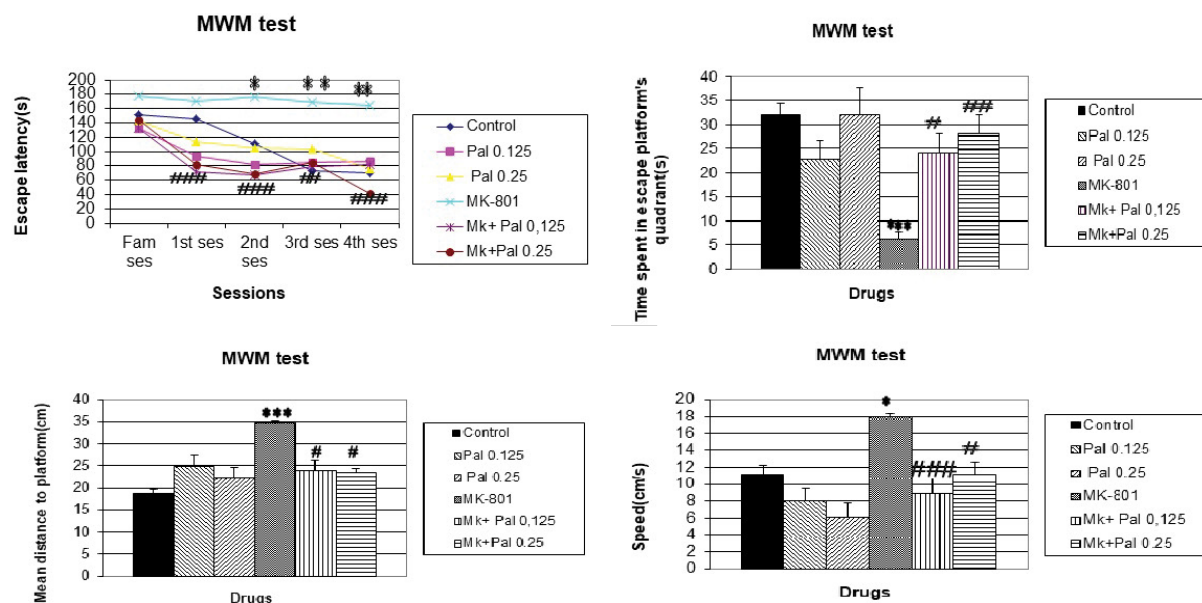 MWM test
Escape latency(s)
200
180
160
140
120
100
80
60
40
20
0
* ** **
### ### ## ###
Fam ses 1st ses 2nd ses 3rd ses 4th ses
Sessions
Control
Pal 0.125
Pal 0.25
MK-801
Mk+ Pal 0,125
Mk+Pal 0.25
MWM test
Time spent in escape platform's
quadrant(s)
40
35
30
25
20
15
10
5
0
*** # ##
Drugs
Control
Pal 0.125
Pal 0.25
MK-801
Mk+ Pal 0,125
Mk+Pal 0.25
MWM test
Mean distance to platform(cm)
40
35
30
25
20
15
10
5
0
*** # #
Drugs
Control
Pal 0.125
Pal 0.25
MK-801
Mk+ Pal 0,125
Mk+Pal 0.25
MWM test
Speed(cm/s)
20
18
16
14
12
10
8
6
4
2
0
* ### #
Drugs
Control
Pal 0.125
Pal 0.25
MK-801
Mk+ Pal 0,125
Mk+Pal 0.25